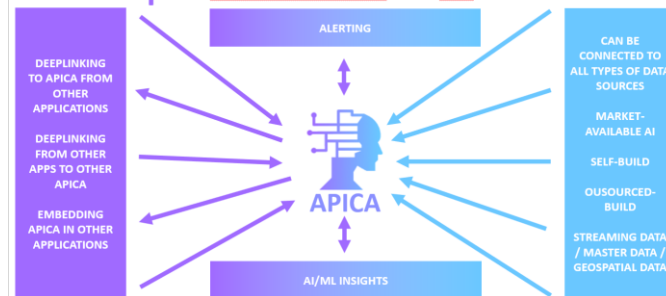 ALERTING
DEEPLINKING
TO APICA FROM
OTHER
APPLICATIONS
DEEPLINKING
FROM OTHER
APPS TO OTHER
APICA
EMBEDDING
APICA IN OTHER
APPLICATIONS
APICA
CAN BE
CONNECTED TO
ALL TYPES OF DATA
SOURCES
MARKET-
AVAILABLE AI
SELF-BUILD
OUSOURCED-
BUILD
STREAMING DATA
/ MASTER DATA /
GEOSPATIAL DATA
AI/ML INSIGHTS